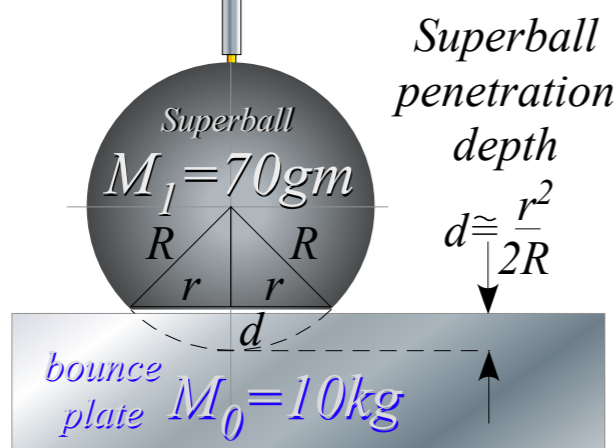 Superball
penetration
depth
d≅r²/2R
Superball
M₁=70gm
R R
r r
d
bounce
plate M₀=10kg